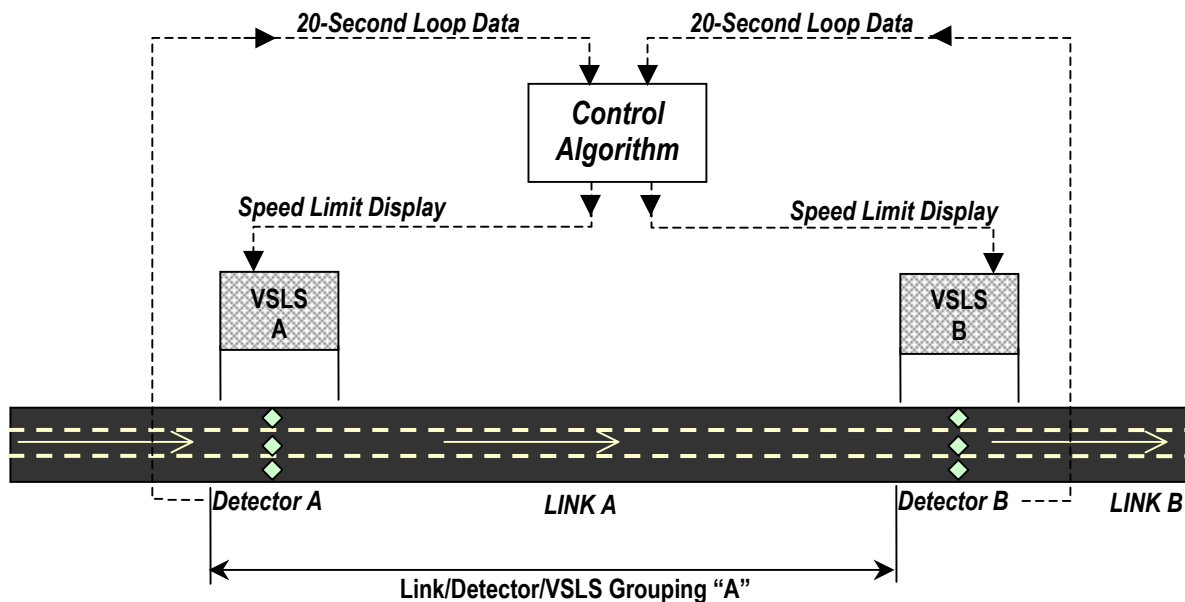 20-Second Loop Data
20-Second Loop Data
Control
Algorithm
Speed Limit Display
Speed Limit Display
VSLS
A
VSLS
B
Detector A
LINK A
Detector B
LINK B
Link/Detector/VSLS Grouping “A”